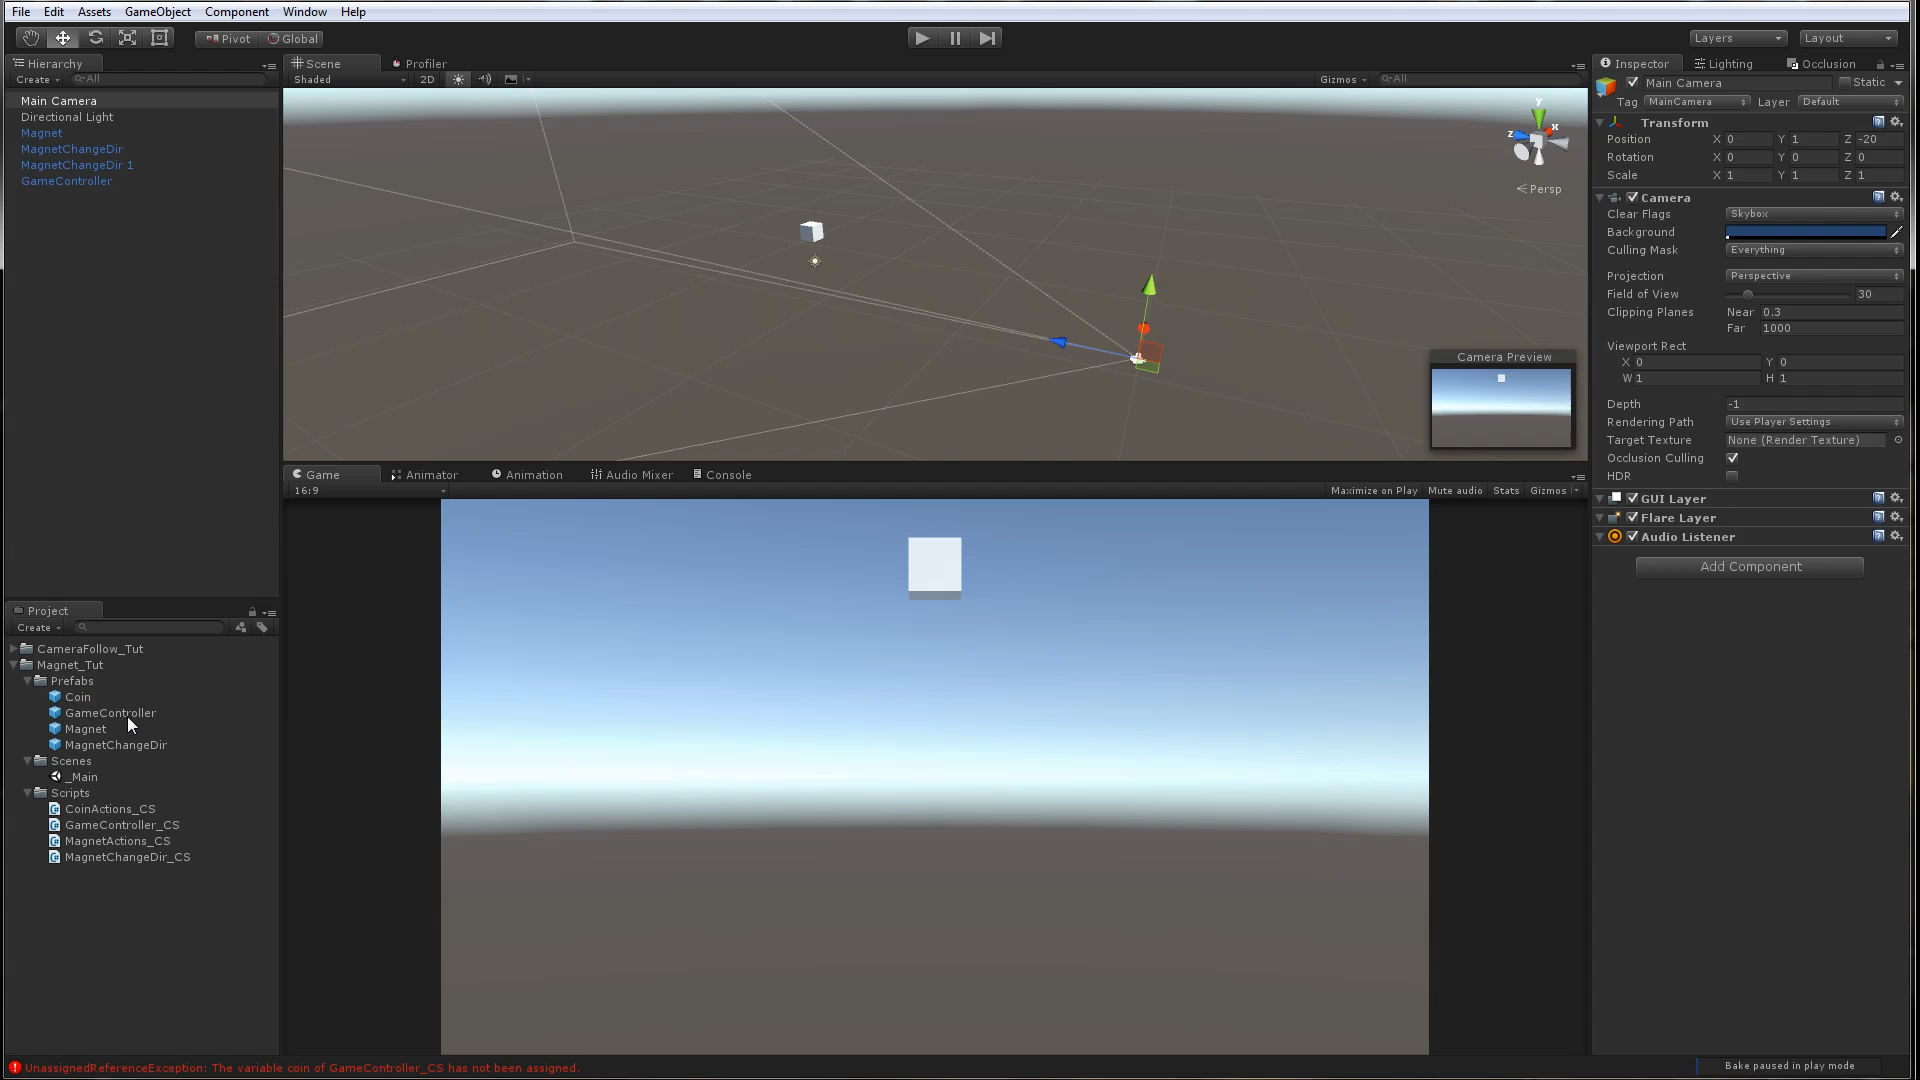 File Edit Assets GameObject Component Window Help
Pivot Global Layers Layout
Hierarchy
Create All
Main Camera
Directional Light
Magnet
MagnetChangeDir
MagnetChangeDir 1
GameController
Project
Create
CameraFollow_Tut
Magnet_Tut
Prefabs
Coin
GameController
Magnet
MagnetChangeDir
Scenes
_Main
Scripts
CoinActions_CS
GameController_CS
MagnetActions_CS
MagnetChangeDir_CS
Scene Profiler
Shaded 2D Gizmos All
y
x
z
Persp
Camera Preview
Game Animator Animation Audio Mixer Console
16:9 Maximize on Play Mute audio Stats Gizmos
Inspector Lighting Occlusion
Main Camera Static
Tag MainCamera Layer Default
Transform
Position X 0 Y 1 Z -20
Rotation X 0 Y 0 Z 0
Scale X 1 Y 1 Z 1
Camera
Clear Flags Skybox
Background
Culling Mask Everything
Projection Perspective
Field of View 30
Clipping Planes Near 0.3
Far 1000
Viewport Rect
X 0 Y 0
W 1 H 1
Depth -1
Rendering Path Use Player Settings
Target Texture None (Render Texture)
Occlusion Culling
HDR
GUI Layer
Flare Layer
Audio Listener
Add Component
UnassignedReferenceException: The variable coin of GameController_CS has not been assigned.
Bake paused in play mode